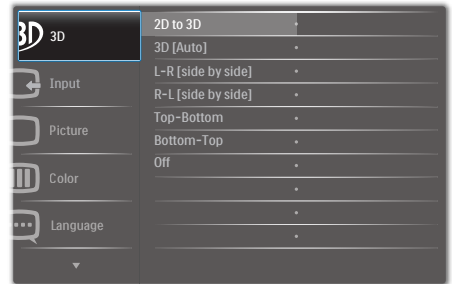 3D 3D
Input
Picture
Color
Language
2D to 3D
3D [Auto]
L-R [side by side]
R-L [side by side]
Top-Bottom
Bottom-Top
Off